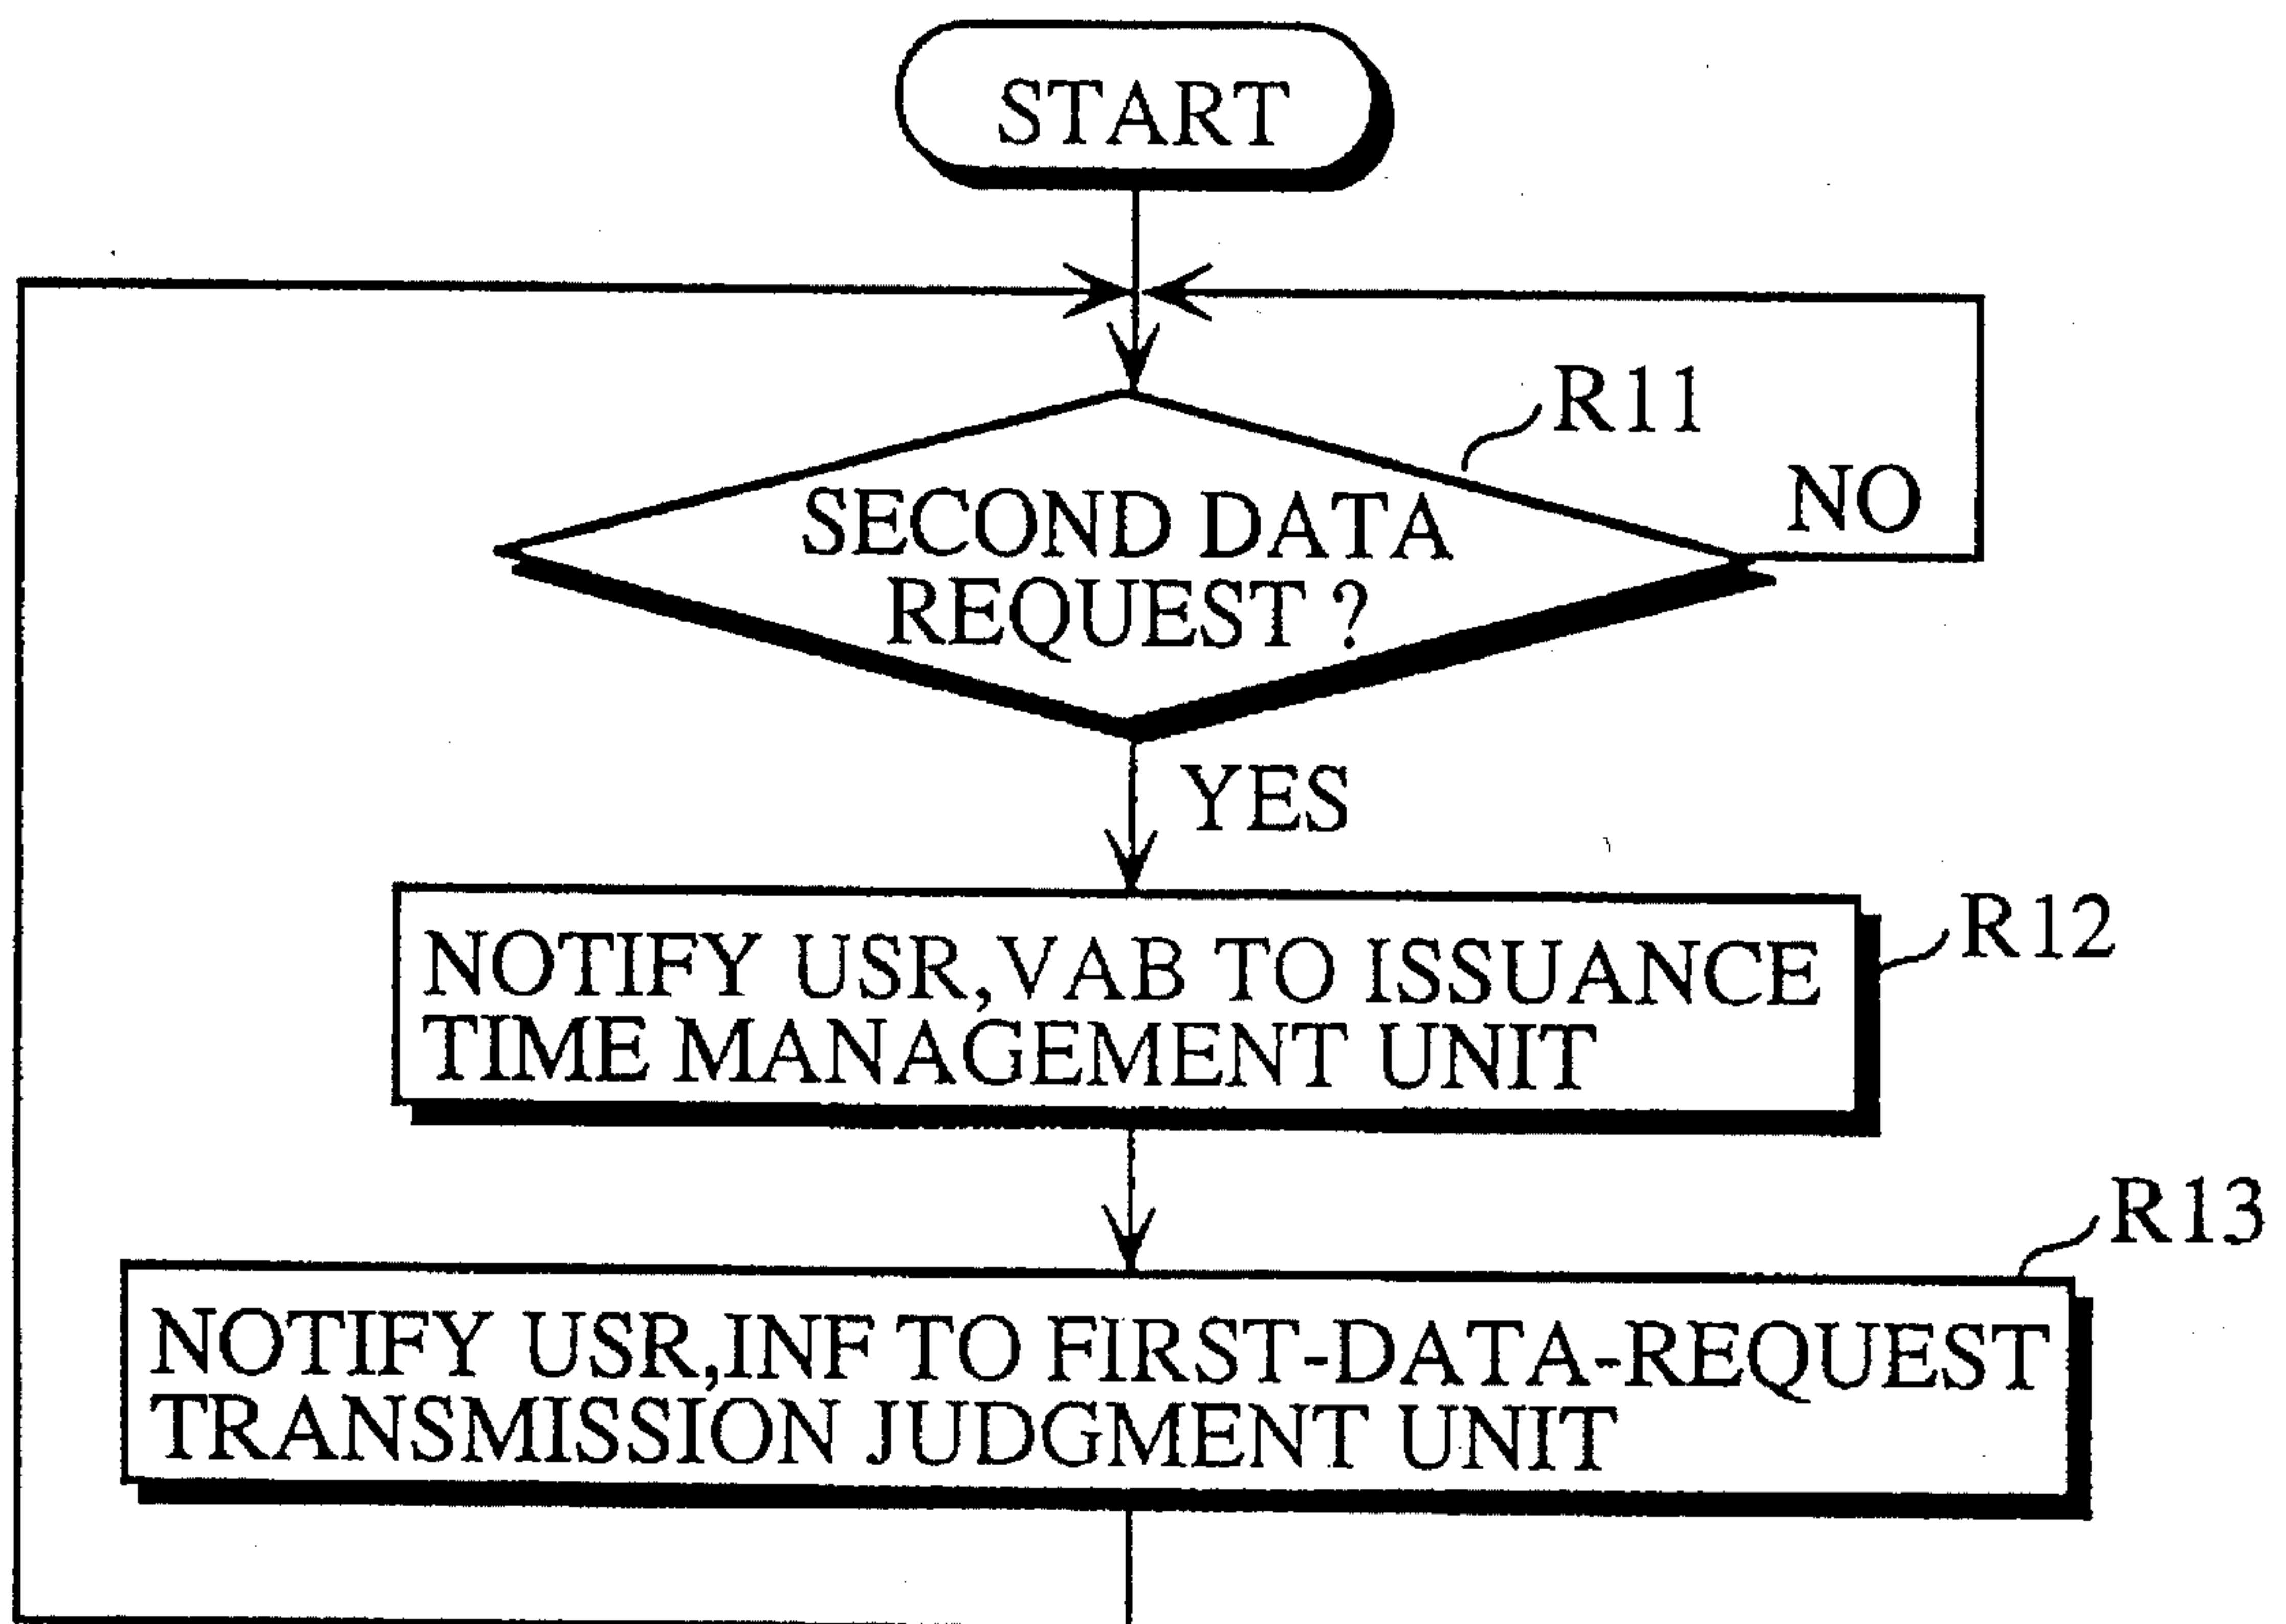 START
R11
NO
SECOND DATA
REQUEST ?
YES
R12
NOTIFY USR,VAB TO ISSUANCE
TIME MANAGEMENT UNIT
R13
NOTIFY USR,INF TO FIRST-DATA-REQUEST
TRANSMISSION JUDGMENT UNIT